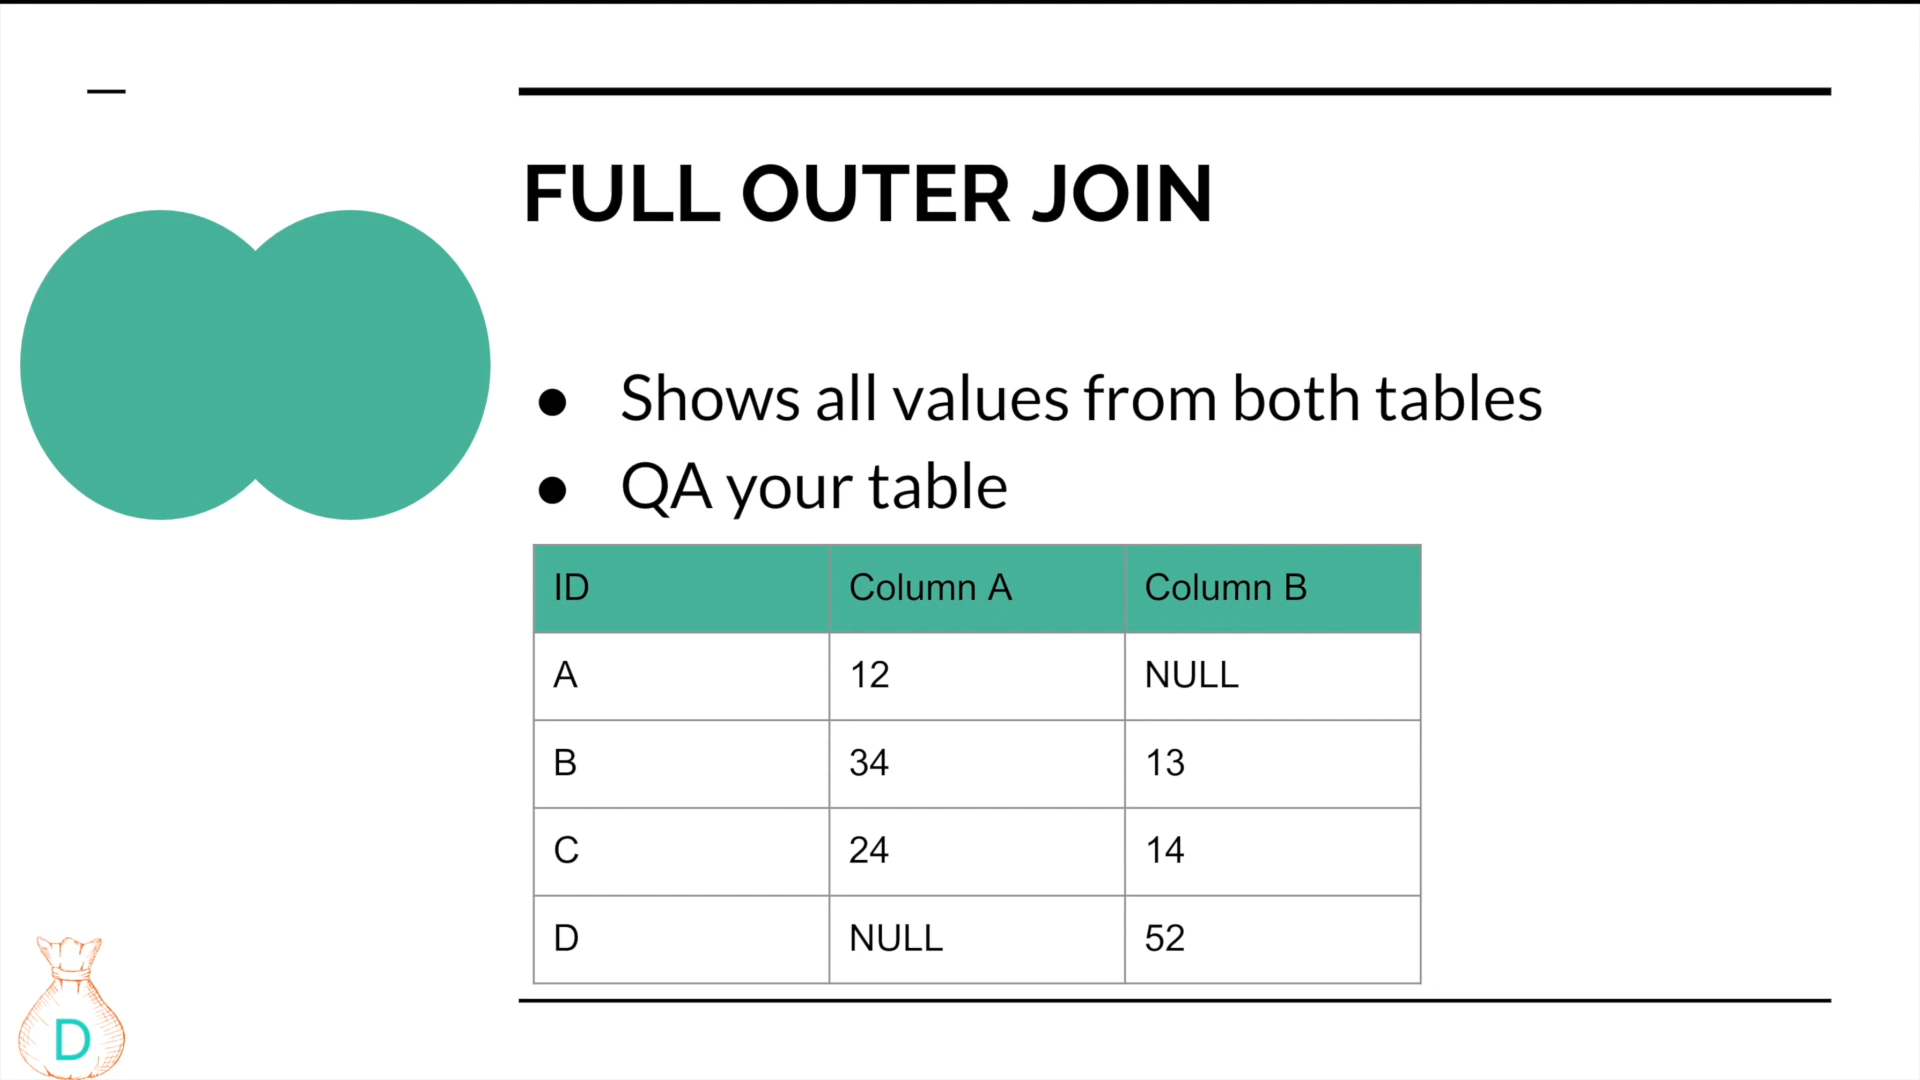 FULL OUTER JOIN
● Shows all values from both tables
● QA your table
ID Column A Column B
A 12 NULL
B 34 13
C 24 14
D NULL 52
D